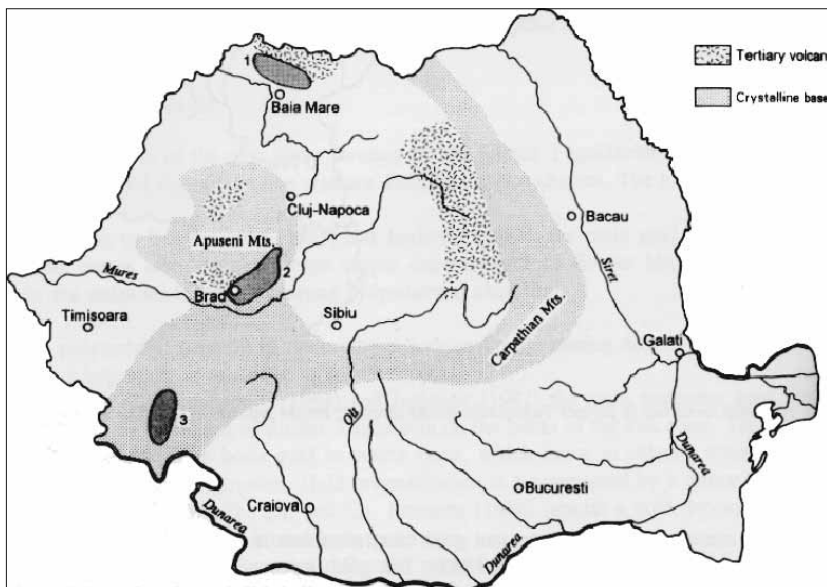 Tertiary volcan
Crystalline base
1
Baia Mare
Cluj-Napoca
Bacau
Apuseni Mts.
Siret
Mures
2
Brad
Timisoara
Sibiu
Carpathian Mts.
Galati
3
Olt
Dunarea
Bucuresti
Craiova
Dunarea
Dunarea